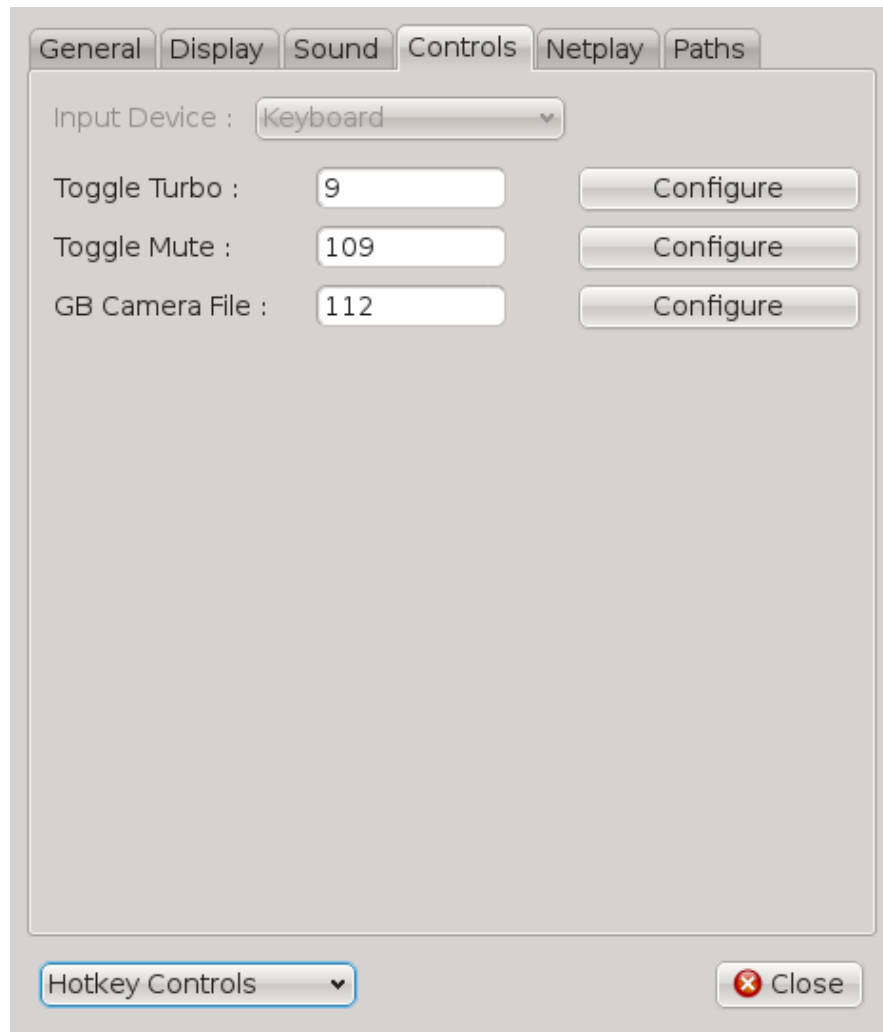 General Display Sound Controls Netplay Paths
Input Device : Keyboard
Toggle Turbo : 9 Configure
Toggle Mute : 109 Configure
GB Camera File : 112 Configure
Hotkey Controls Close